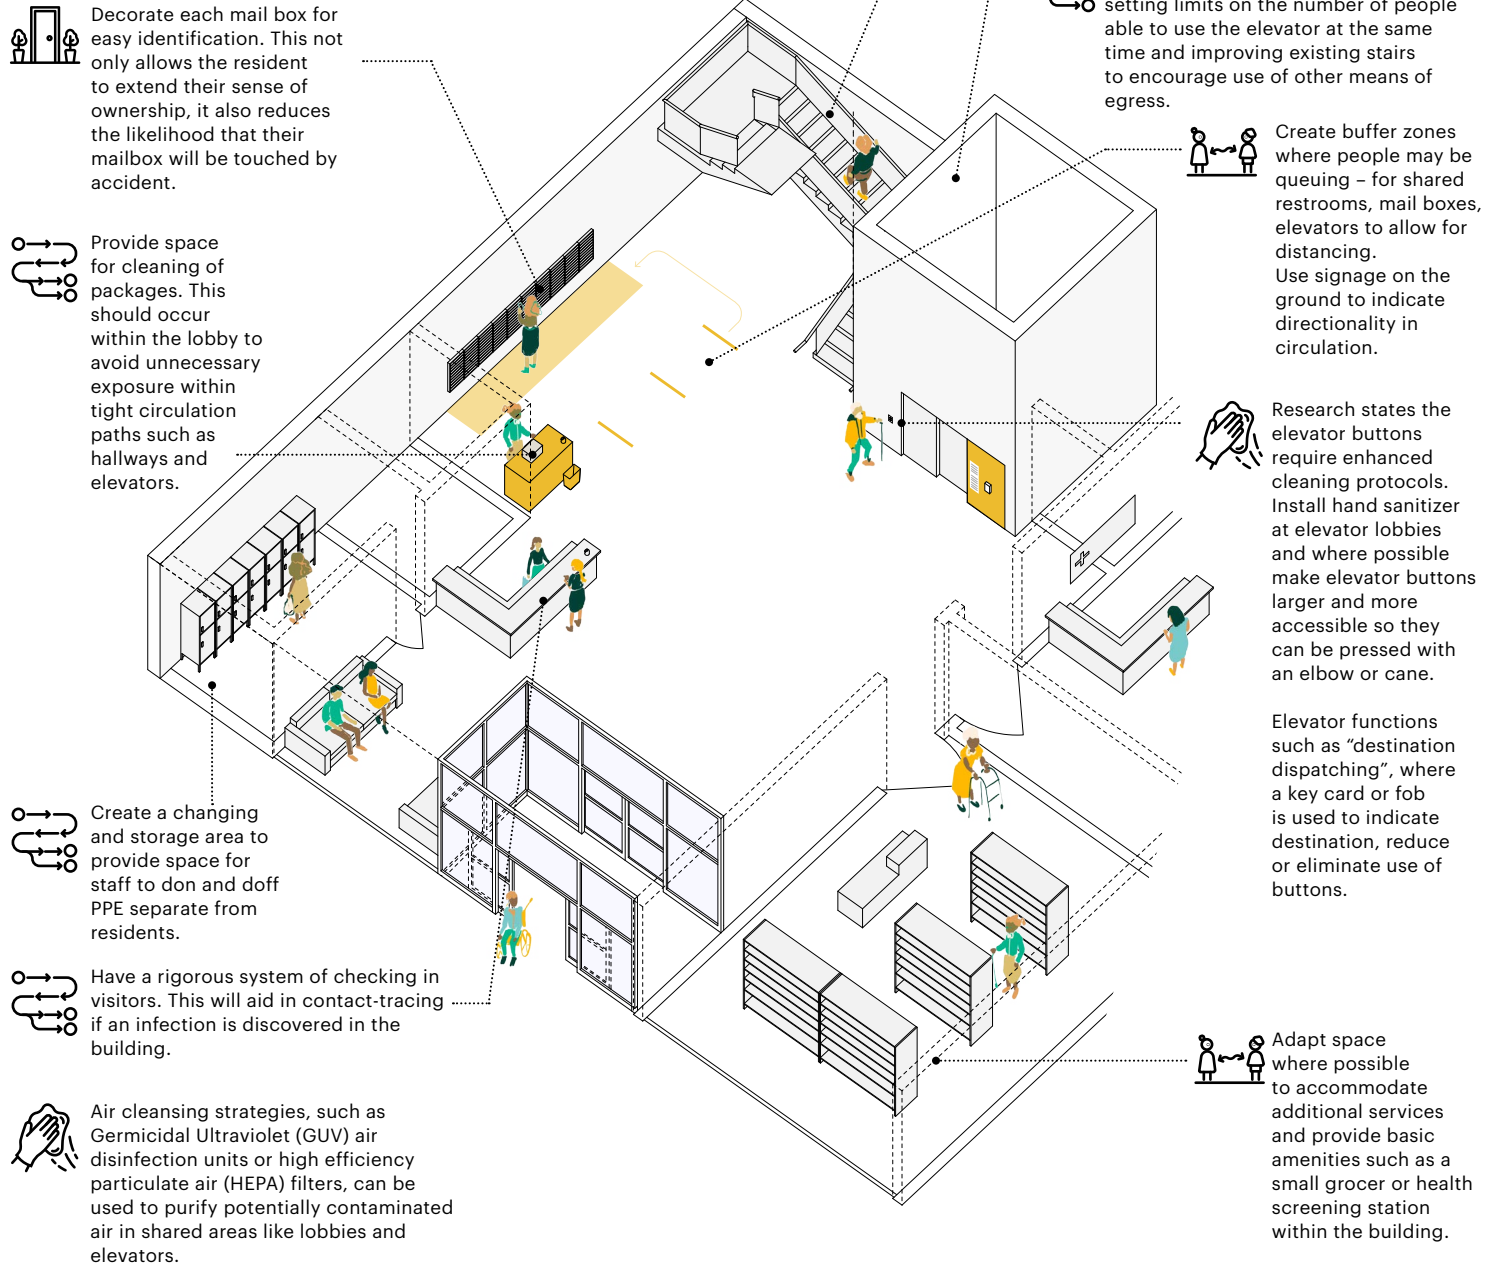 Decorate each mail box for
easy identification. This not
only allows the resident
to extend their sense of
ownership, it also reduces
the likelihood that their
mailbox will be touched by
accident.
Provide space
for cleaning of
packages. This
should occur
within the lobby to
avoid unnecessary
exposure within
tight circulation
paths such as
hallways and
elevators.
Create a changing
and storage area to
provide space for
staff to don and doff
PPE separate from
residents.
Have a rigorous system of checking in
visitors. This will aid in contact-tracing
if an infection is discovered in the
building.
Air cleansing strategies, such as
Germicidal Ultraviolet (GUV) air
disinfection units or high efficiency
particulate air (HEPA) filters, can be
used to purify potentially contaminated
air in shared areas like lobbies and
elevators.
setting limits on the number of people
able to use the elevator at the same
time and improving existing stairs
to encourage use of other means of
egress.
Create buffer zones
where people may be
queuing – for shared
restrooms, mail boxes,
elevators to allow for
distancing.
Use signage on the
ground to indicate
directionality in
circulation.
Research states the
elevator buttons
require enhanced
cleaning protocols.
Install hand sanitizer
at elevator lobbies
and where possible
make elevator buttons
larger and more
accessible so they
can be pressed with
an elbow or cane.
Elevator functions
such as “destination
dispatching”, where
a key card or fob
is used to indicate
destination, reduce
or eliminate use of
buttons.
Adapt space
where possible
to accommodate
additional services
and provide basic
amenities such as a
small grocer or health
screening station
within the building.